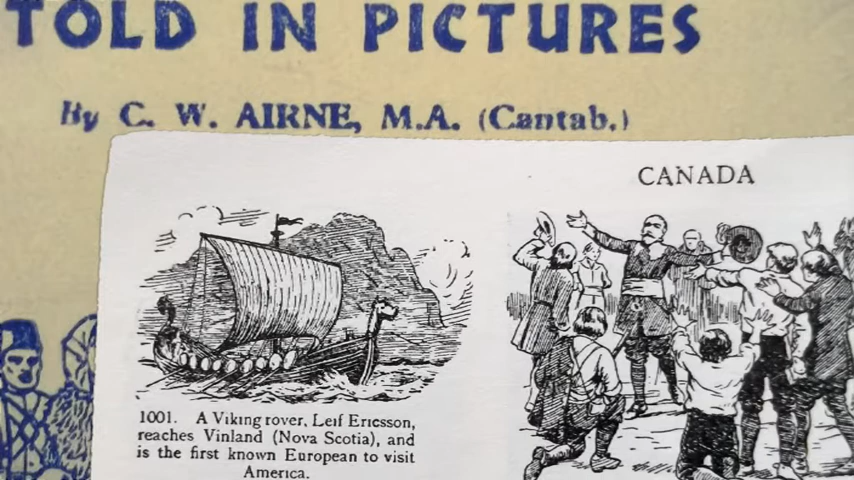 TOLD IN PICTURES
By C. W. AIRNE, M.A. (Cantab.)
CANADA
1001. A Viking rover, Leif Ericsson,
reaches Vinland (Nova Scotia), and
is the first known European to visit
America.